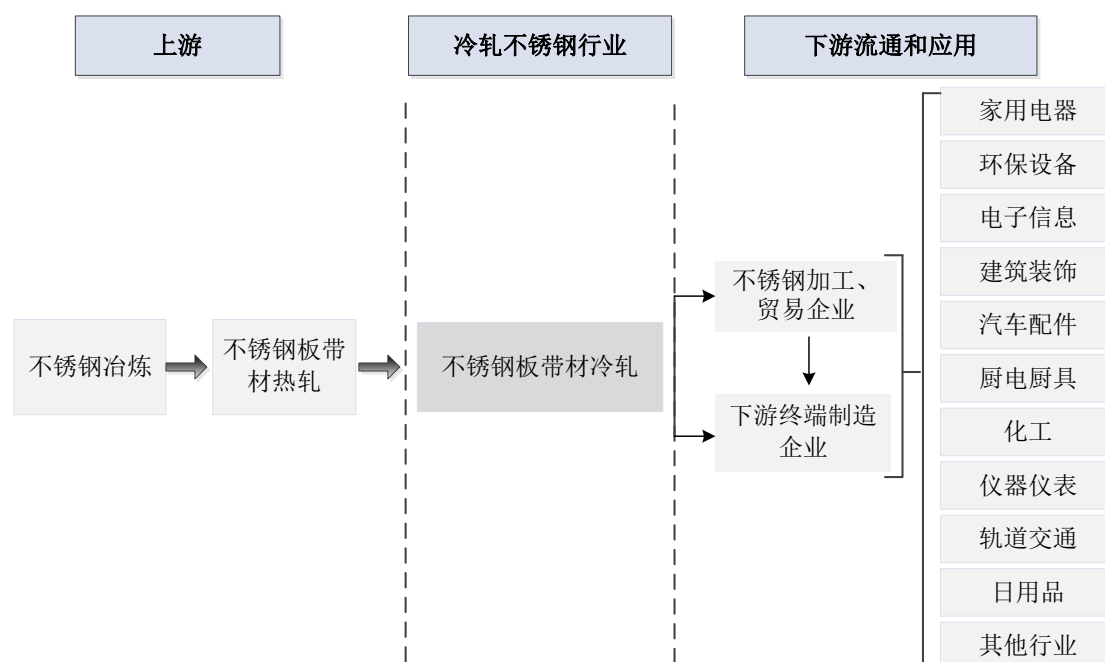 上游
冷轧不锈钢行业
下游流通和应用
不锈钢冶炼
不锈钢板带
材热轧
不锈钢板带材冷轧
不锈钢加工、
贸易企业
下游终端制造
企业
家用电器
环保设备
电子信息
建筑装饰
汽车配件
厨电厨具
化工
仪器仪表
轨道交通
日用品
其他行业